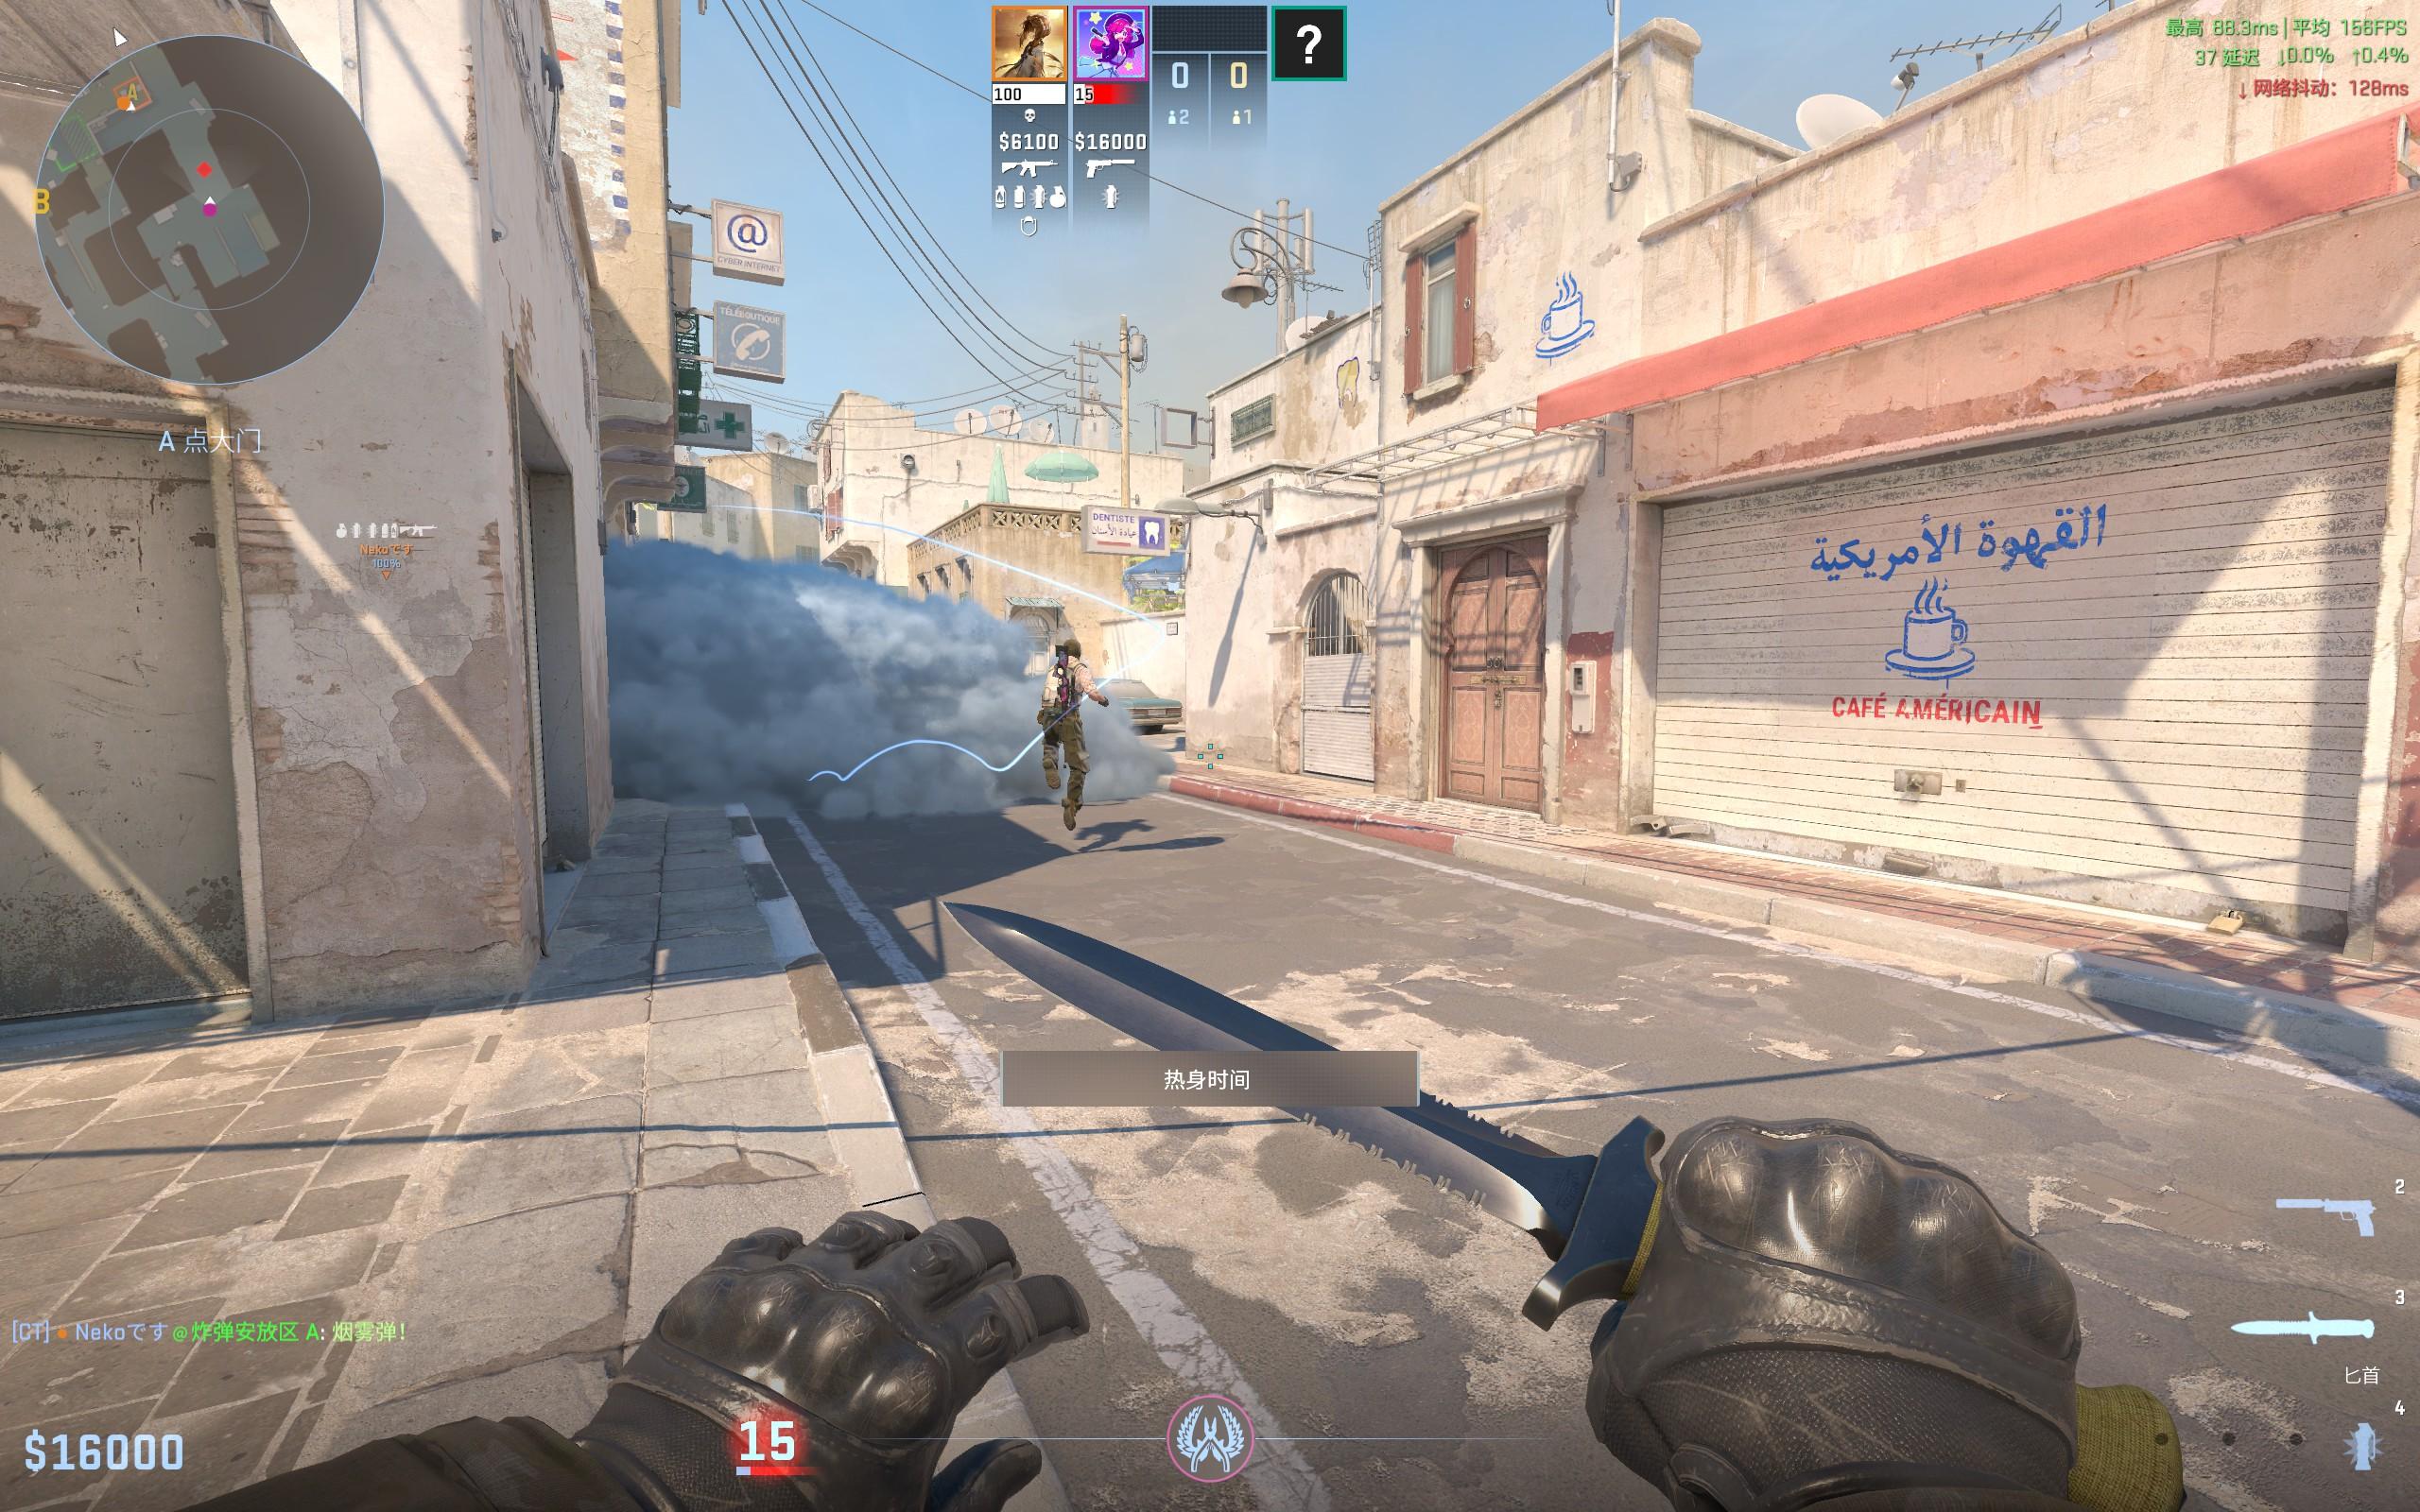 最高 88.3ms | 平均 156FPS
37 延迟 ↓0.0% ↑0.4%
↓ 网络抖动: 128ms
100
15
0
0
?
2
1
$6100
$16000
A
B
@
CYBER INTERNET
TÉLÉBOUTIQUE
A 点大门
Nekoです
100%
DENTISTE
عيادة الأسنان
القهوة الأمريكية
CAFÉ AMÉRICAIN
热身时间
2
3
匕首
4
[CT] Nekoです@炸弹安放区 A: 烟雾弹!
$16000
15